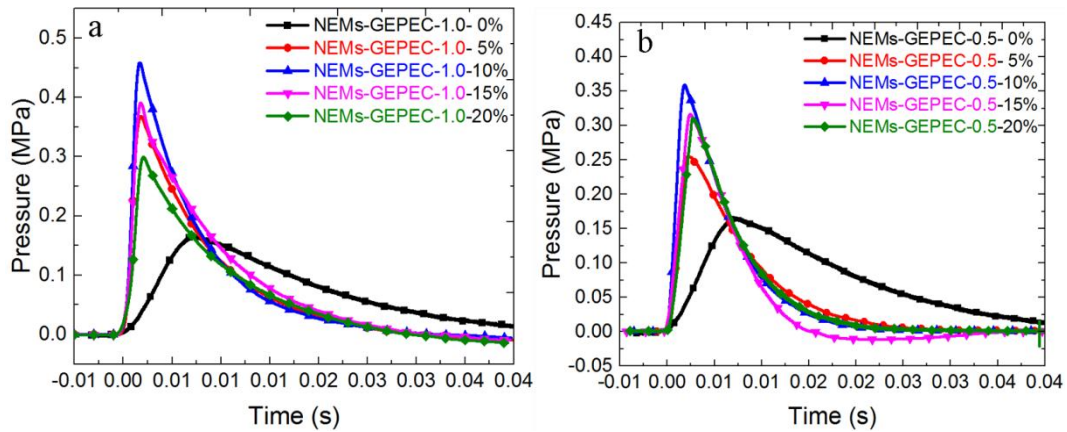 a
NEMs-GEPEC-1.0- 0%
NEMs-GEPEC-1.0- 5%
NEMs-GEPEC-1.0-10%
NEMs-GEPEC-1.0-15%
NEMs-GEPEC-1.0-20%
0.5
0.4
0.3
0.2
0.1
0.0
Pressure (MPa)
-0.01 0.00 0.01 0.01 0.01 0.02 0.02 0.03 0.04 0.04
Time (s)
b
NEMs-GEPEC-0.5- 0%
NEMs-GEPEC-0.5- 5%
NEMs-GEPEC-0.5-10%
NEMs-GEPEC-0.5-15%
NEMs-GEPEC-0.5-20%
0.45
0.40
0.35
0.30
0.25
0.20
0.15
0.10
0.05
0.00
-0.05
Pressure (MPa)
-0.01 0.00 0.01 0.02 0.02 0.03 0.04 0.04
Time (s)